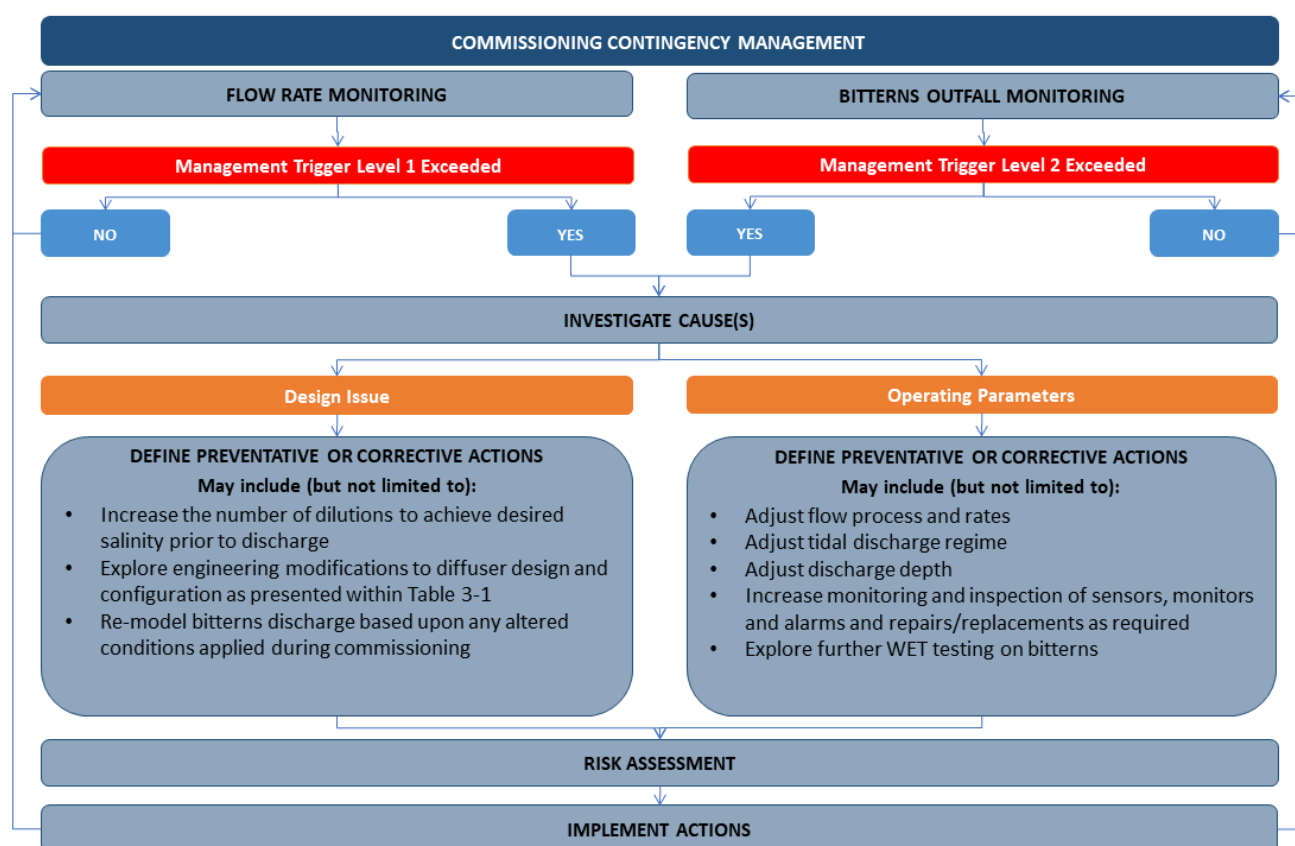 COMMISSIONING CONTINGENCY MANAGEMENT
FLOW RATE MONITORING
BITTERNS OUTFALL MONITORING
Management Trigger Level 1 Exceeded
Management Trigger Level 2 Exceeded
NO
YES
YES
NO
INVESTIGATE CAUSE(S)
Design Issue
Operating Parameters
DEFINE PREVENTATIVE OR CORRECTIVE ACTIONS
May include (but not limited to):
• Increase the number of dilutions to achieve desired
salinity prior to discharge
• Explore engineering modifications to diffuser design and
configuration as presented within Table 3-1
• Re-model bitterns discharge based upon any altered
conditions applied during commissioning
DEFINE PREVENTATIVE OR CORRECTIVE ACTIONS
May include (but not limited to):
• Adjust flow process and rates
• Adjust tidal discharge regime
• Adjust discharge depth
• Increase monitoring and inspection of sensors, monitors
and alarms and repairs/replacements as required
• Explore further WET testing on bitterns
RISK ASSESSMENT
IMPLEMENT ACTIONS